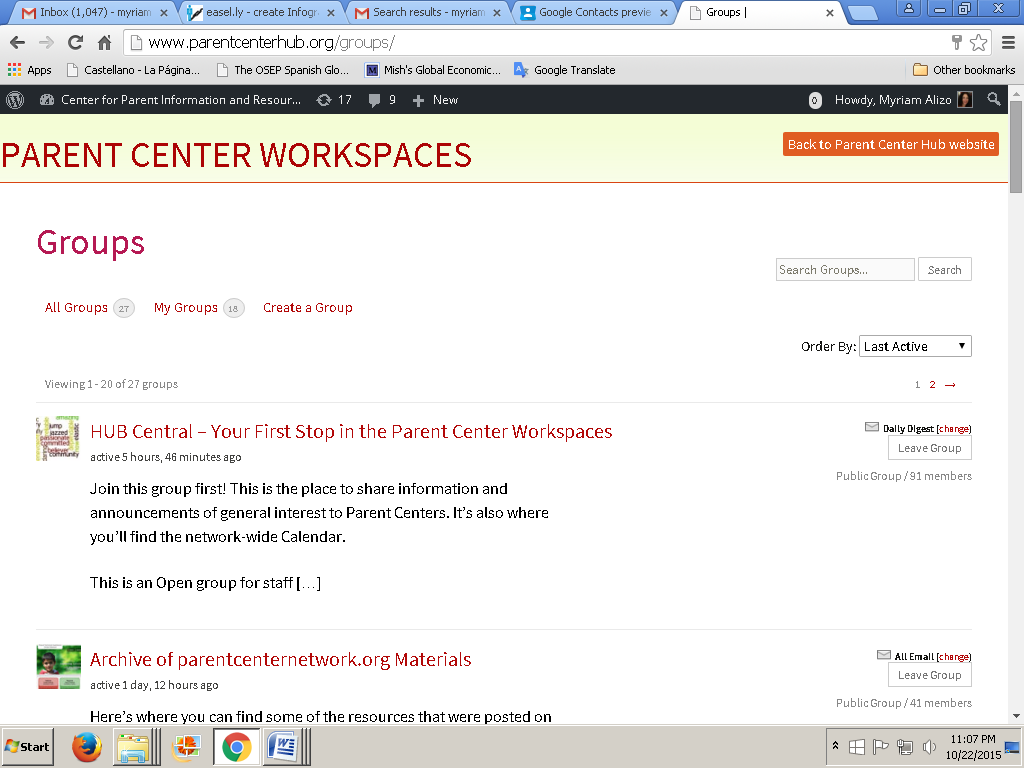 Inbox (1,047) - myriam
easel.ly - create Infogr
Search results - myriam
Google Contacts previe
Groups |
www.parentcenterhub.org/groups/
Apps
Castellano - La Página...
The OSEP Spanish Glo...
Mish's Global Economic...
Google Translate
Other bookmarks
Center for Parent Information and Resour...
17
9
New
0
Howdy, Myriam Alizo
PARENT CENTER WORKSPACES
Back to Parent Center Hub website
Groups
Search Groups...
Search
All Groups 27
My Groups 18
Create a Group
Order By: Last Active
Viewing 1 - 20 of 27 groups
1 2 →
HUB Central – Your First Stop in the Parent Center Workspaces
active 5 hours, 46 minutes ago
Daily Digest (change)
Leave Group
Public Group / 91 members
Join this group first! This is the place to share information and
announcements of general interest to Parent Centers. It's also where
you'll find the network-wide Calendar.
This is an Open group for staff […]
Archive of parentcenternetwork.org Materials
active 1 day, 12 hours ago
All Email (change)
Leave Group
Public Group / 41 members
Here's where you can find some of the resources that were posted on
Start
11:07 PM
10/22/2015